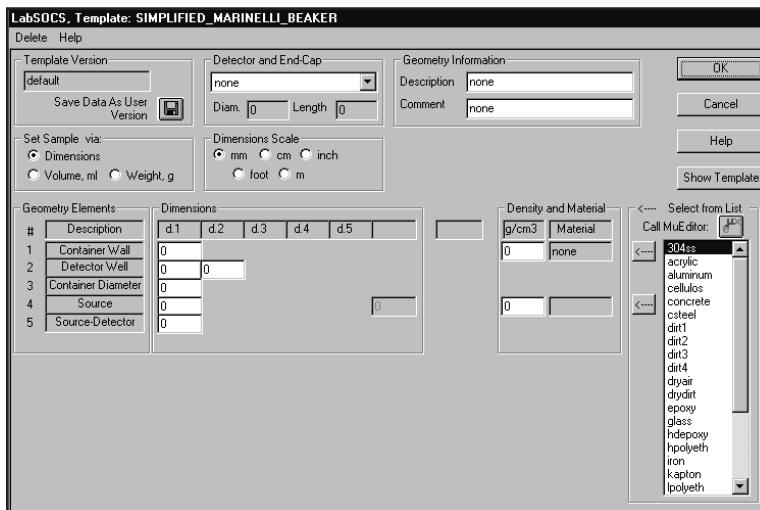 LabSOCS, Template: SIMPLIFIED_MARINELLI_BEAKER
Delete Help
Template Version
default
Save Data As User
Version
Detector and End-Cap
none
Diam. 0 Length 0
Geometry Information
Description none
Comment none
OK
Cancel
Help
Show Template
Set Sample via:
Dimensions
Volume, ml Weight, g
Dimensions Scale
mm cm inch
foot m
Geometry Elements
# Description
1 Container Wall
2 Detector Well
3 Container Diameter
4 Source
5 Source-Detector
Dimensions
d.1 d.2 d.3 d.4 d.5
0
0 0
0
0 0
0
Density and Material
g/cm3 Material
0 none
0
<---- Select from List
Call MuEditor:
<----
<----
304ss
acrylic
aluminum
cellulos
concrete
csteel
dirt1
dirt2
dirt3
dirt4
dryair
drydirt
epoxy
glass
hdepoxy
hpolyeth
iron
kapton
lpolyeth